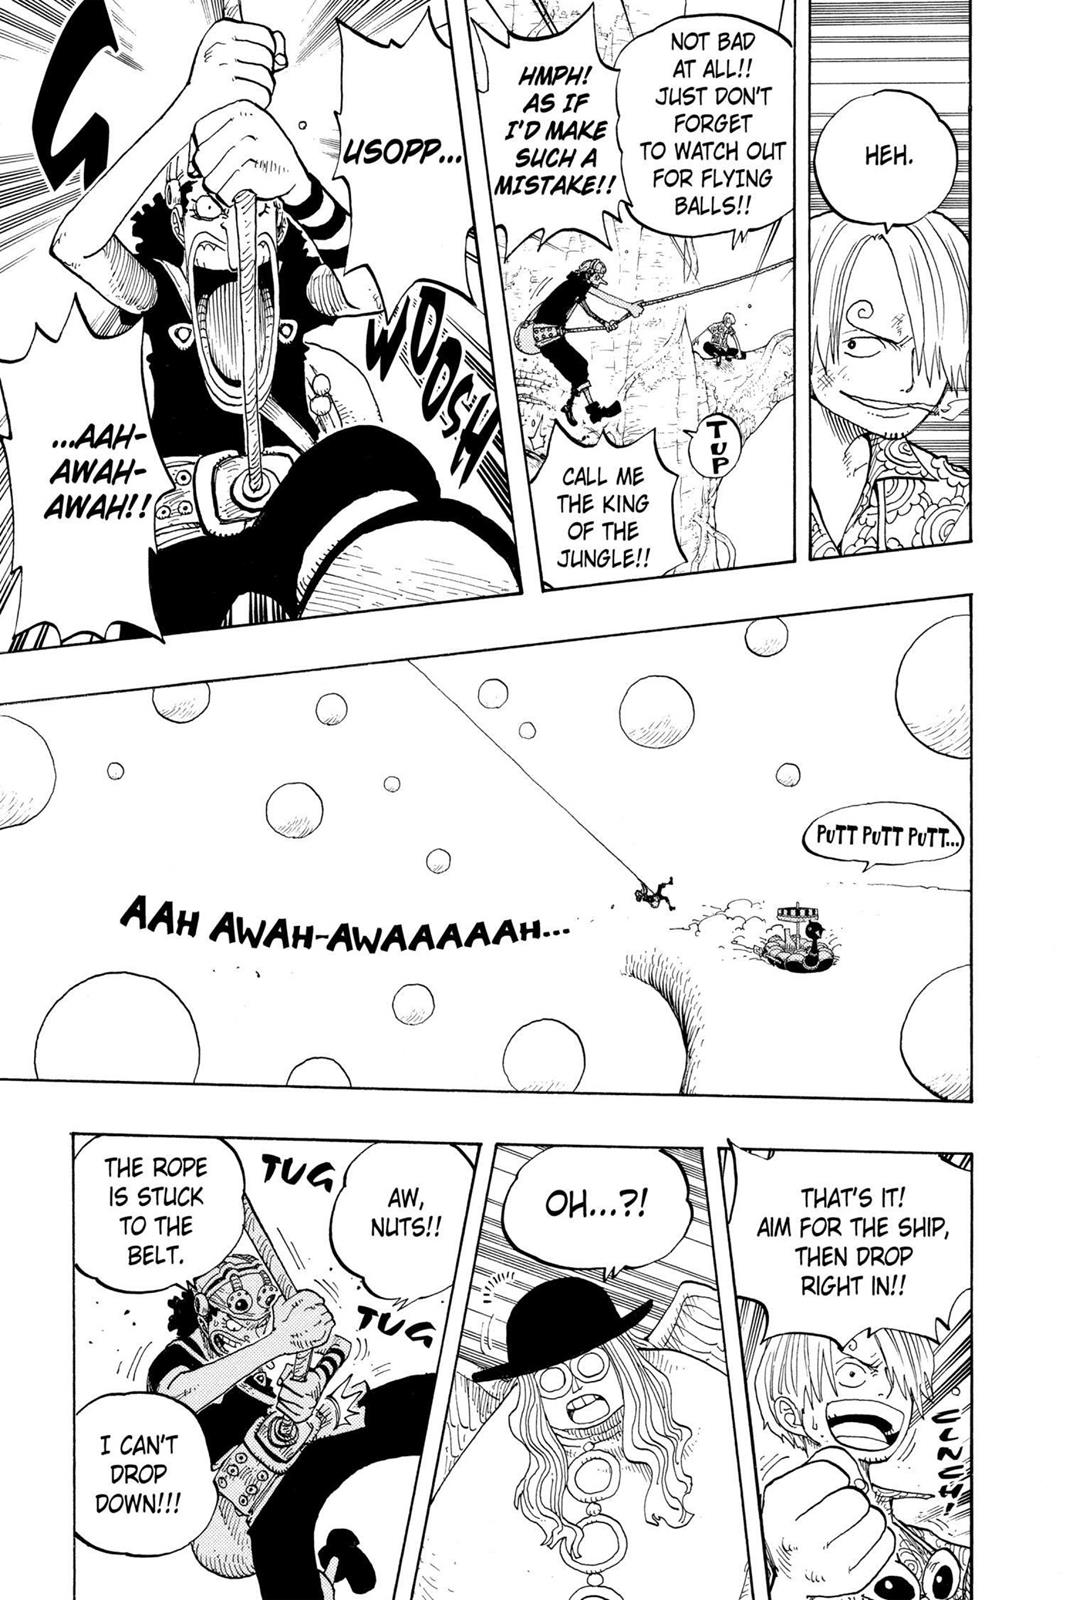 HEH.
NOT BAD
AT ALL!!
JUST DON'T
FORGET
TO WATCH OUT
FOR FLYING
BALLS!!
HMPH!
AS IF
I'D MAKE
SUCH A
MISTAKE!!
TUP
CALL ME
THE KING
OF THE
JUNGLE!!
USOPP...
WOOSH
...AAH-
AWAH-
AWAH!!
PUTT PUTT PUTT...
AAH AWAH-AWAAAAAAH...
THAT'S IT!
AIM FOR THE SHIP,
THEN DROP
RIGHT IN!!
CLENCH!
OH...?!
AW,
NUTS!!
TUG
TUG
THE ROPE
IS STUCK
TO THE
BELT.
I CAN'T
DROP
DOWN!!!